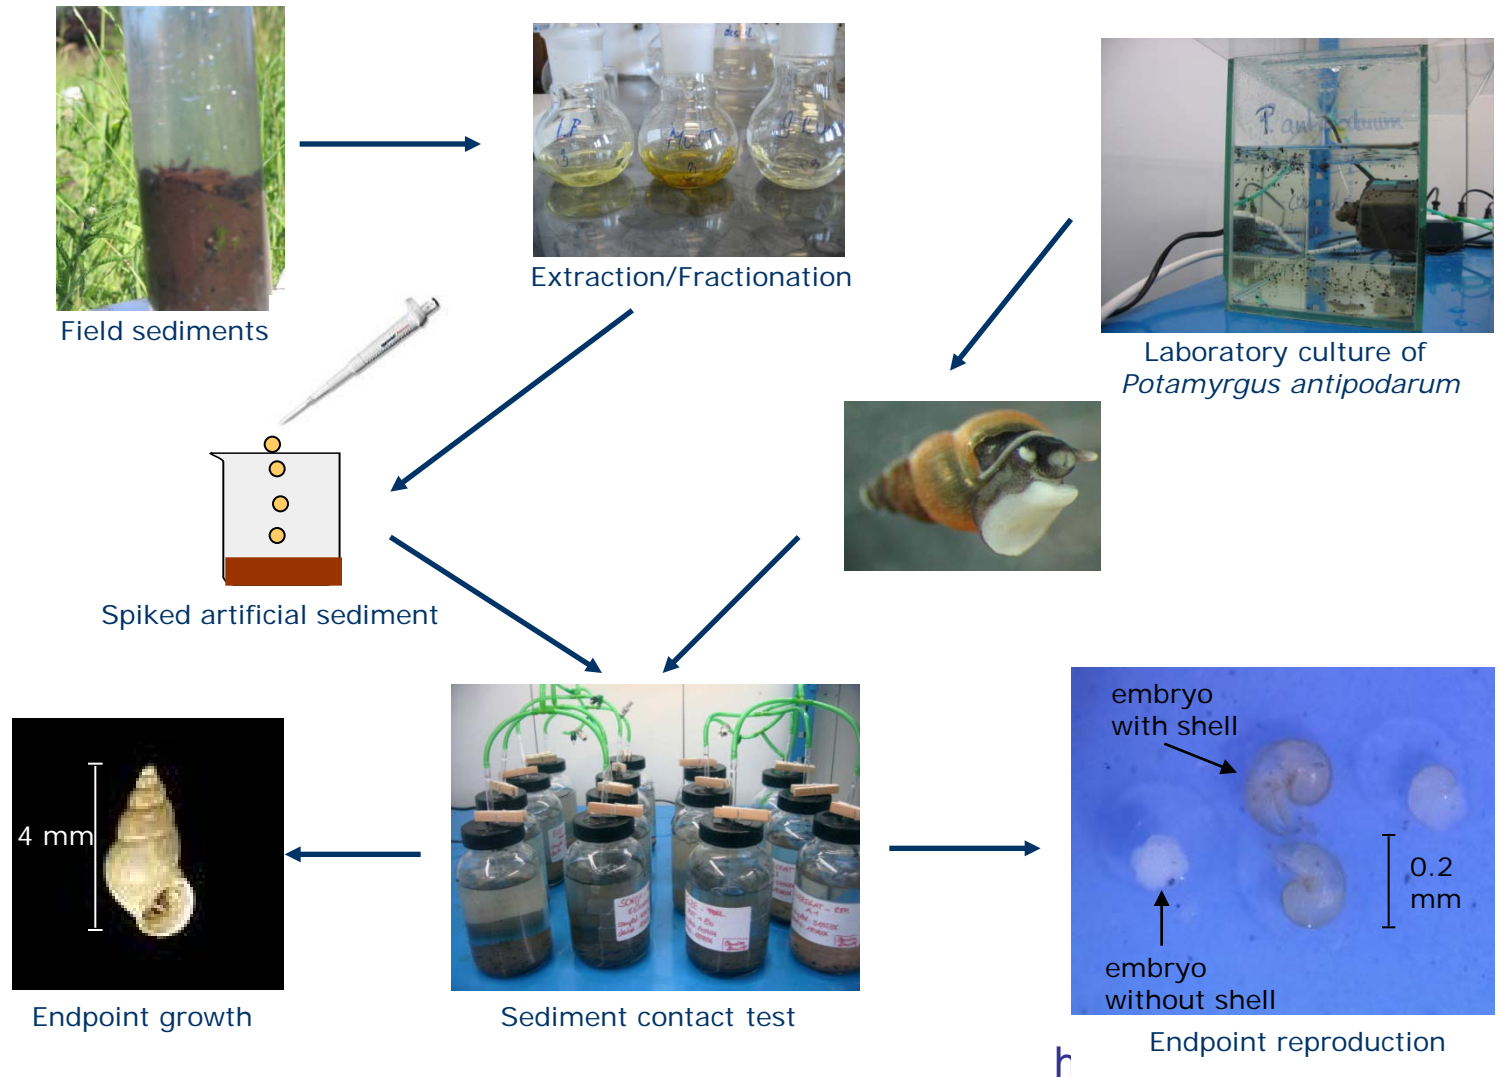 Field sediments
Extraction/Fractionation
Laboratory culture of
Potamyrgus antipodarum
Spiked artificial sediment
embryo
with shell
4 mm
0.2
mm
embryo
without shell
Endpoint growth
Sediment contact test
Endpoint reproduction